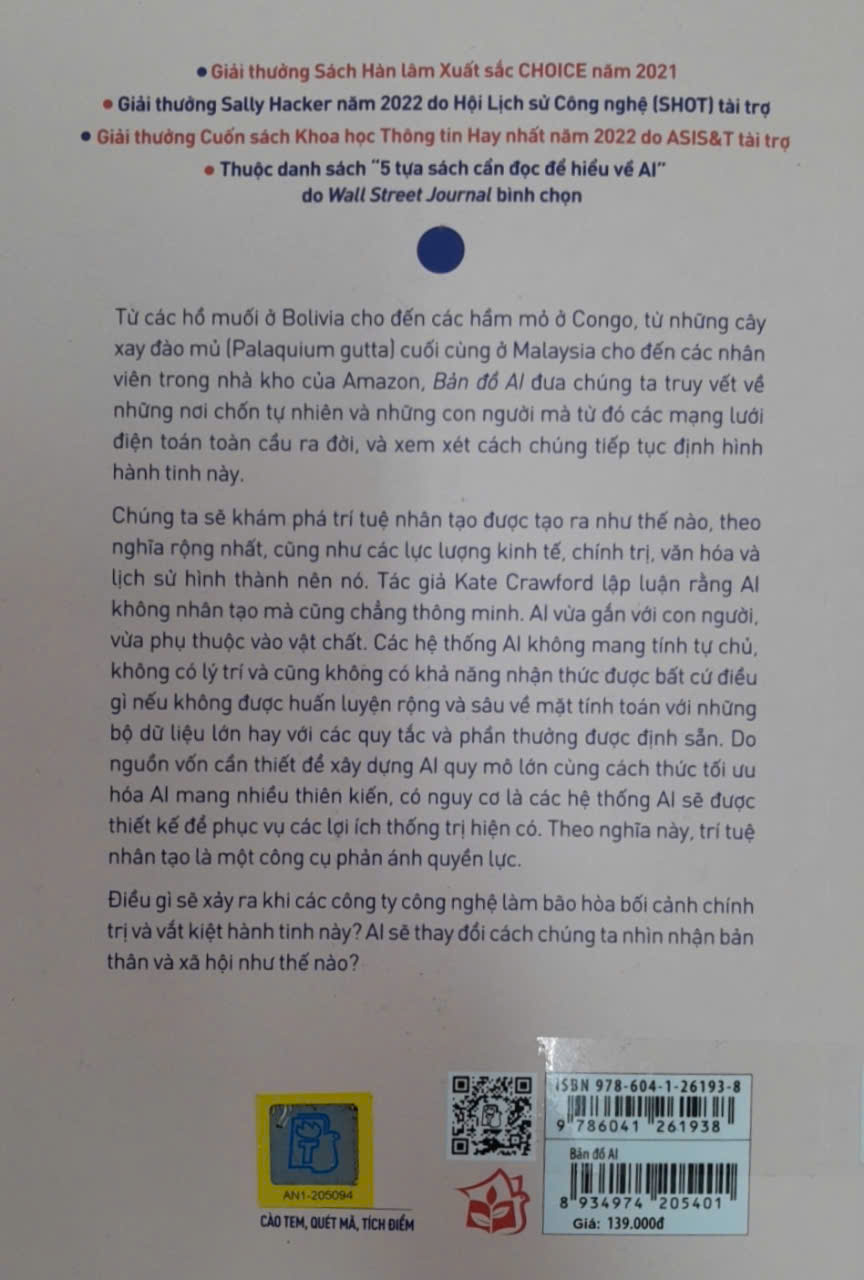 • Giải thưởng Sách Hàn lâm Xuất sắc CHOICE năm 2021
• Giải thưởng Sally Hacker năm 2022 do Hội Lịch sử Công nghệ (SHOT) tài trợ
• Giải thưởng Cuốn sách Khoa học Thông tin Hay nhất năm 2022 do ASIS&T tài trợ
• Thuộc danh sách "5 tựa sách cần đọc để hiểu về AI"
do Wall Street Journal bình chọn
Từ các hồ muối ở Bolivia cho đến các hầm mỏ ở Congo, từ những cây
xay đào mủ (Palaquium gutta) cuối cùng ở Malaysia cho đến các nhân
viên trong nhà kho của Amazon, Bản đồ AI đưa chúng ta truy vết về
những nơi chốn tự nhiên và những con người mà từ đó các mạng lưới
điện toán toàn cầu ra đời, và xem xét cách chúng tiếp tục định hình
hành tinh này.
Chúng ta sẽ khám phá trí tuệ nhân tạo được tạo ra như thế nào, theo
nghĩa rộng nhất, cũng như các lực lượng kinh tế, chính trị, văn hóa và
lịch sử hình thành nên nó. Tác giả Kate Crawford lập luận rằng AI
không nhân tạo mà cũng chẳng thông minh. AI vừa gắn với con người,
vừa phụ thuộc vào vật chất. Các hệ thống AI không mang tính tự chủ,
không có lý trí và cũng không có khả năng nhận thức được bất cứ điều
gì nếu không được huấn luyện rộng và sâu về mặt tính toán với những
bộ dữ liệu lớn hay với các quy tắc và phần thưởng được định sẵn. Do
nguồn vốn cần thiết để xây dựng AI quy mô lớn cùng cách thức tối ưu
hóa AI mang nhiều thiên kiến, có nguy cơ là các hệ thống AI sẽ được
thiết kế để phục vụ các lợi ích thống trị hiện có. Theo nghĩa này, trí tuệ
nhân tạo là một công cụ phản ánh quyền lực.
Điều gì sẽ xảy ra khi các công ty công nghệ làm bão hòa bối cảnh chính
trị và vắt kiệt hành tinh này? AI sẽ thay đổi cách chúng ta nhìn nhận bản
thân và xã hội như thế nào?
T
AN1-205094
CÀO TEM, QUÉT MÃ, TÍCH ĐIỂM
ISBN 978-604-1-26193-8
9 786041 261938
Bản đồ AI
8 934974 205401
Giá: 139.000đ